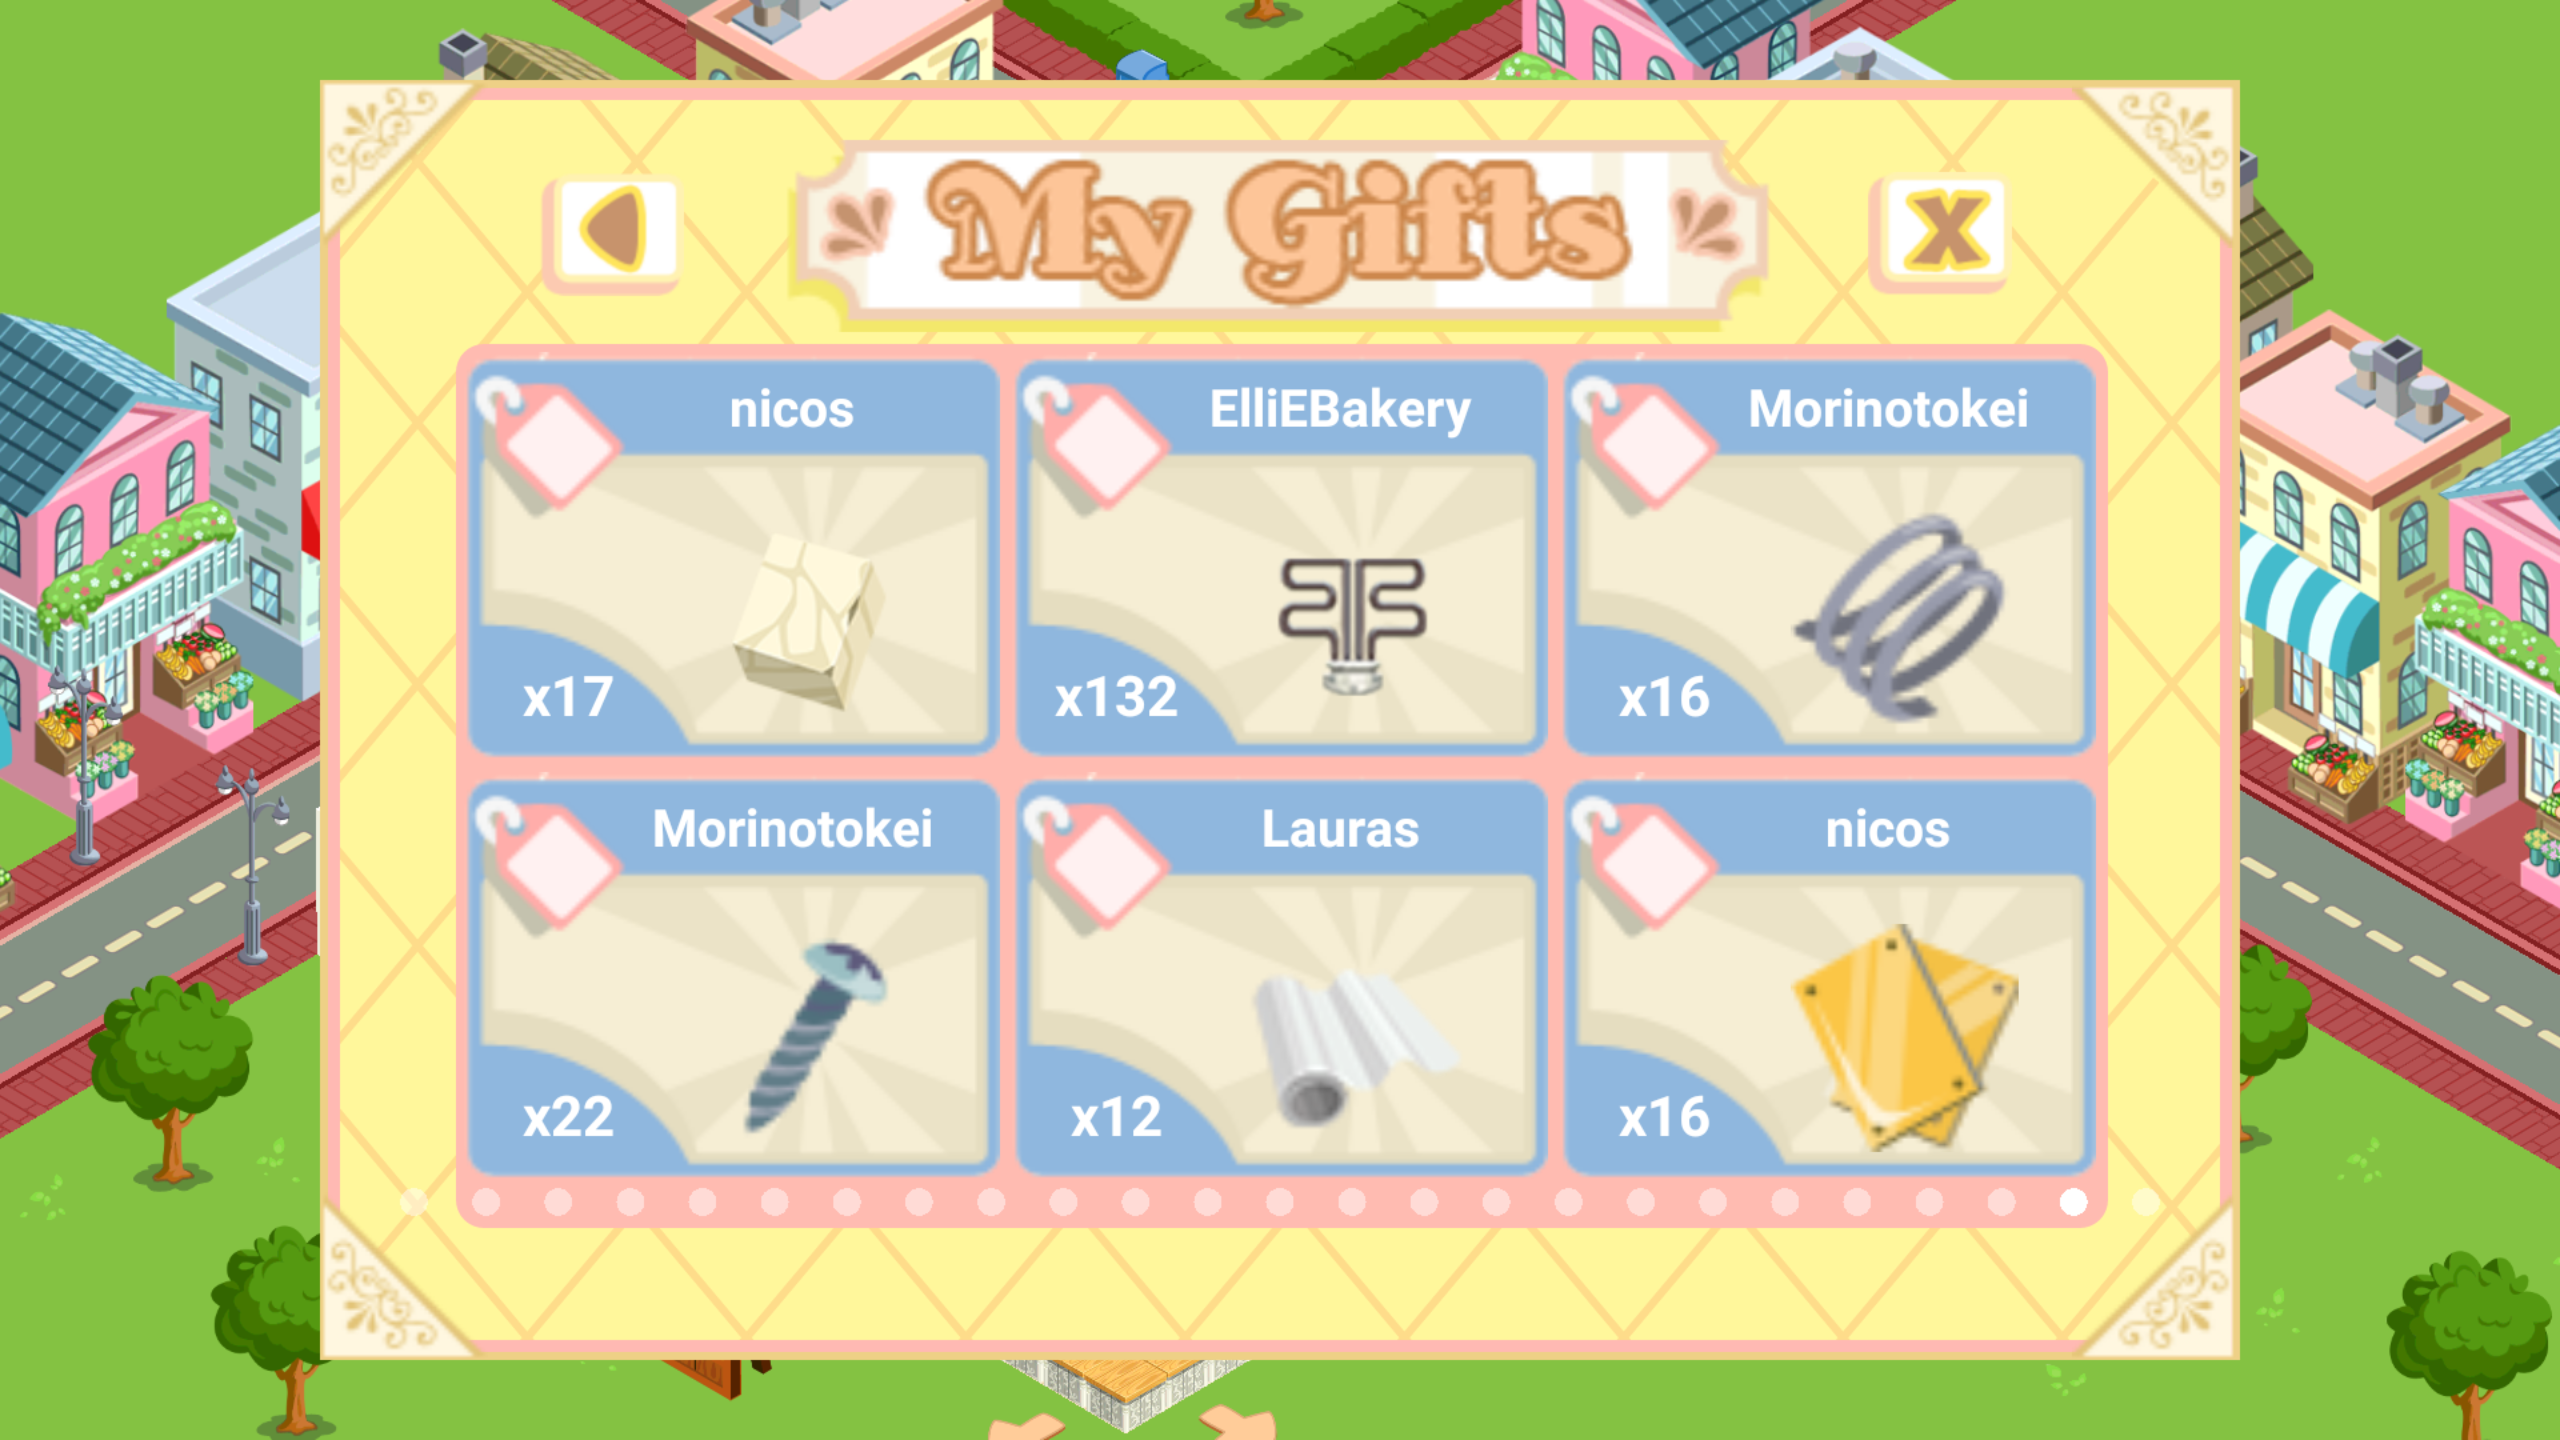 My Gifts
nicos
ElliEBakery
Morinotokei
x17
x132
x16
Morinotokei
Lauras
nicos
x22
x12
x16